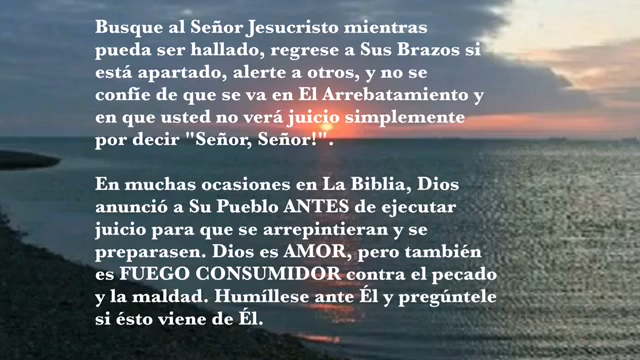 Busque al Señor Jesucristo mientras
pueda ser hallado, regrese a Sus Brazos si
está apartado, alerte a otros, y no se
confíe de que se va en El Arrebatamiento y
en que usted no verá juicio simplemente
por decir "Señor, Señor!".
En muchas ocasiones en La Biblia, Dios
anunció a Su Pueblo ANTES de ejecutar
juicio para que se arrepintieran y se
preparasen. Dios es AMOR, pero también
es FUEGO CONSUMIDOR contra el pecado
y la maldad. Humíllese ante Él y pregúntele
si ésto viene de Él.